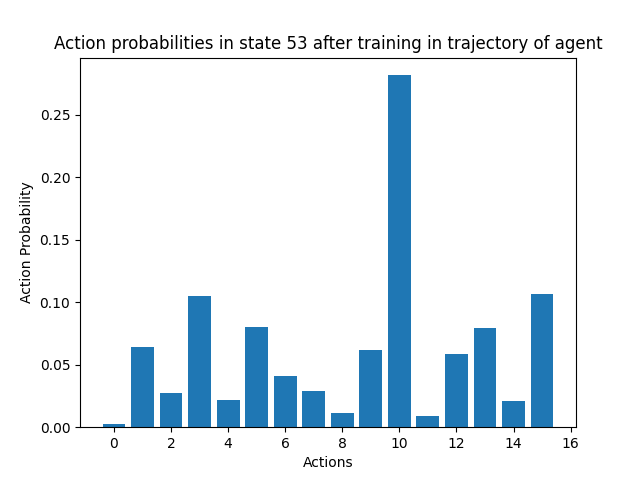 Action probabilities in state 53 after training in trajectory of agent
Action Probability
0.25
0.20
0.15
0.10
0.05
0.00
0 2 4 6 8 10 12 14 16
Actions